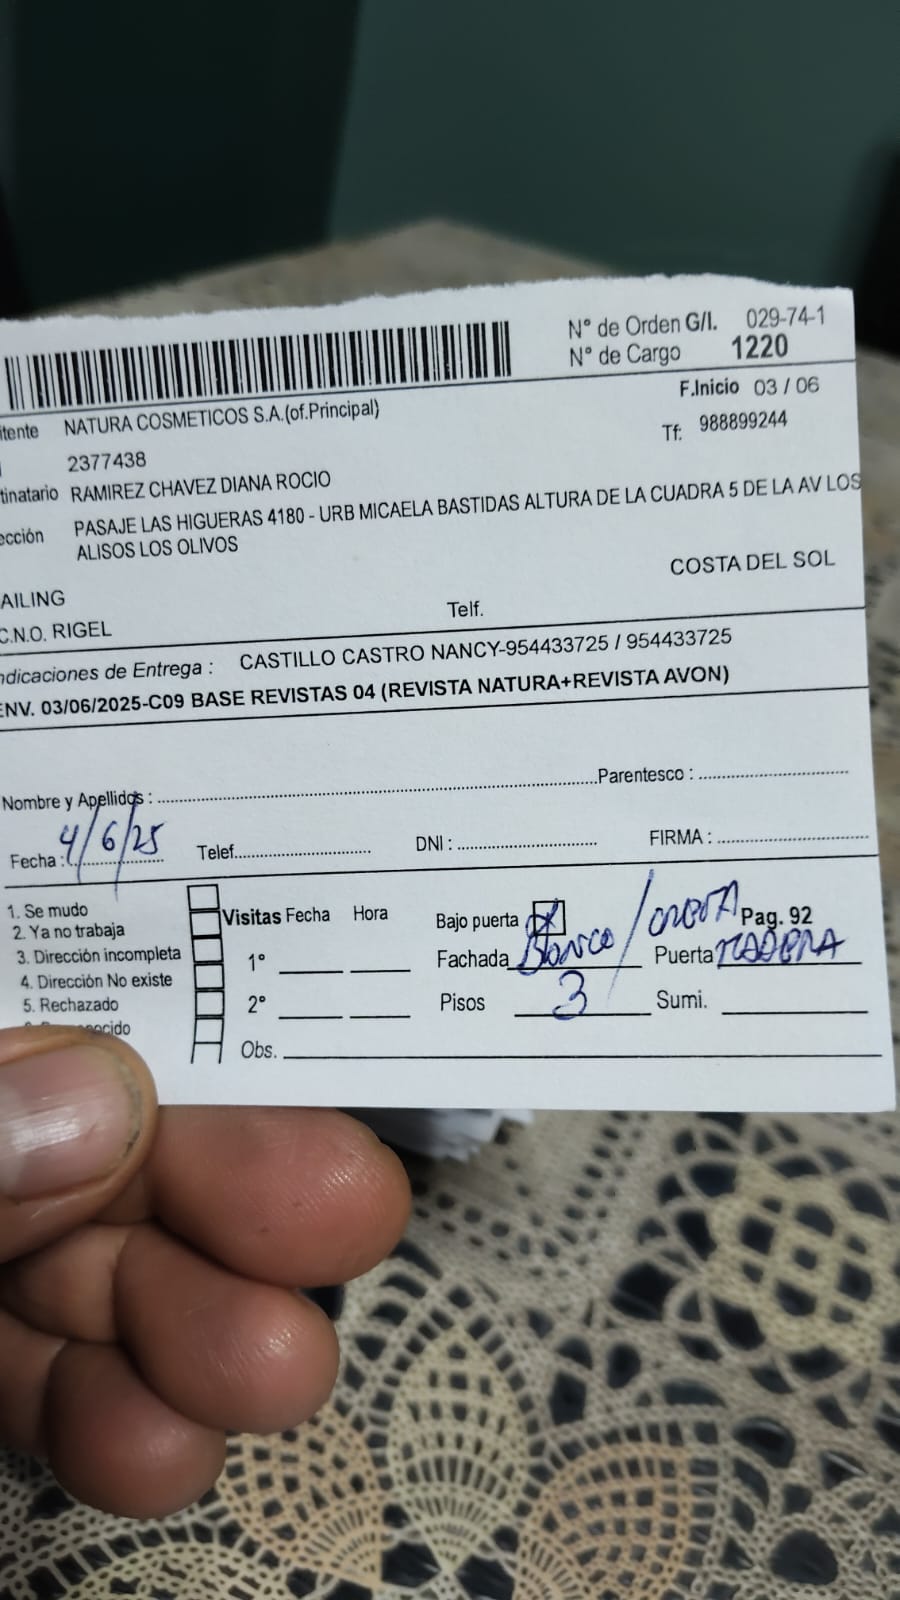 N° de Orden G/I. 029-74-1
N° de Cargo 1220
F.Inicio 03 / 06
itente NATURA COSMETICOS S.A.(of.Principal)
Tf: 988899244
2377438
tinatario RAMIREZ CHAVEZ DIANA ROCIO
ección PASAJE LAS HIGUERAS 4180 - URB MICAELA BASTIDAS ALTURA DE LA CUADRA 5 DE LA AV LOS
ALISOS LOS OLIVOS
COSTA DEL SOL
AILING
C.N.O. RIGEL Telf.
ndicaciones de Entrega : CASTILLO CASTRO NANCY-954433725 / 954433725
ENV. 03/06/2025-C09 BASE REVISTAS 04 (REVISTA NATURA+REVISTA AVON)
Nombre y Apellidos : Parentesco :
Fecha : 4/6/25 Telef. DNI : FIRMA :
1. Se mudo
2. Ya no trabaja
3. Dirección incompleta
4. Dirección No existe
5. Rechazado
ocido
Visitas Fecha Hora
1°
2°
Obs.
Bajo puerta Pag. 92
Fachada Blanco / Puerta MADERA
Pisos 3 Sumi.